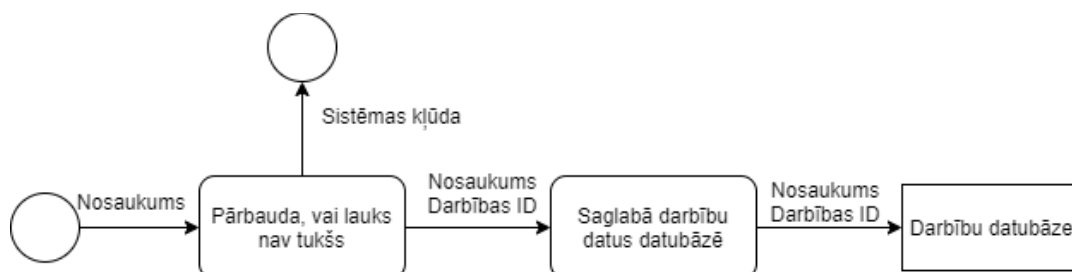 Sistēmas kļūda
Nosaukums
Pārbauda, vai lauks
nav tukšs
Nosaukums
Darbības ID
Saglabā darbību
datus datubāzē
Nosaukums
Darbības ID
Darbību datubāze